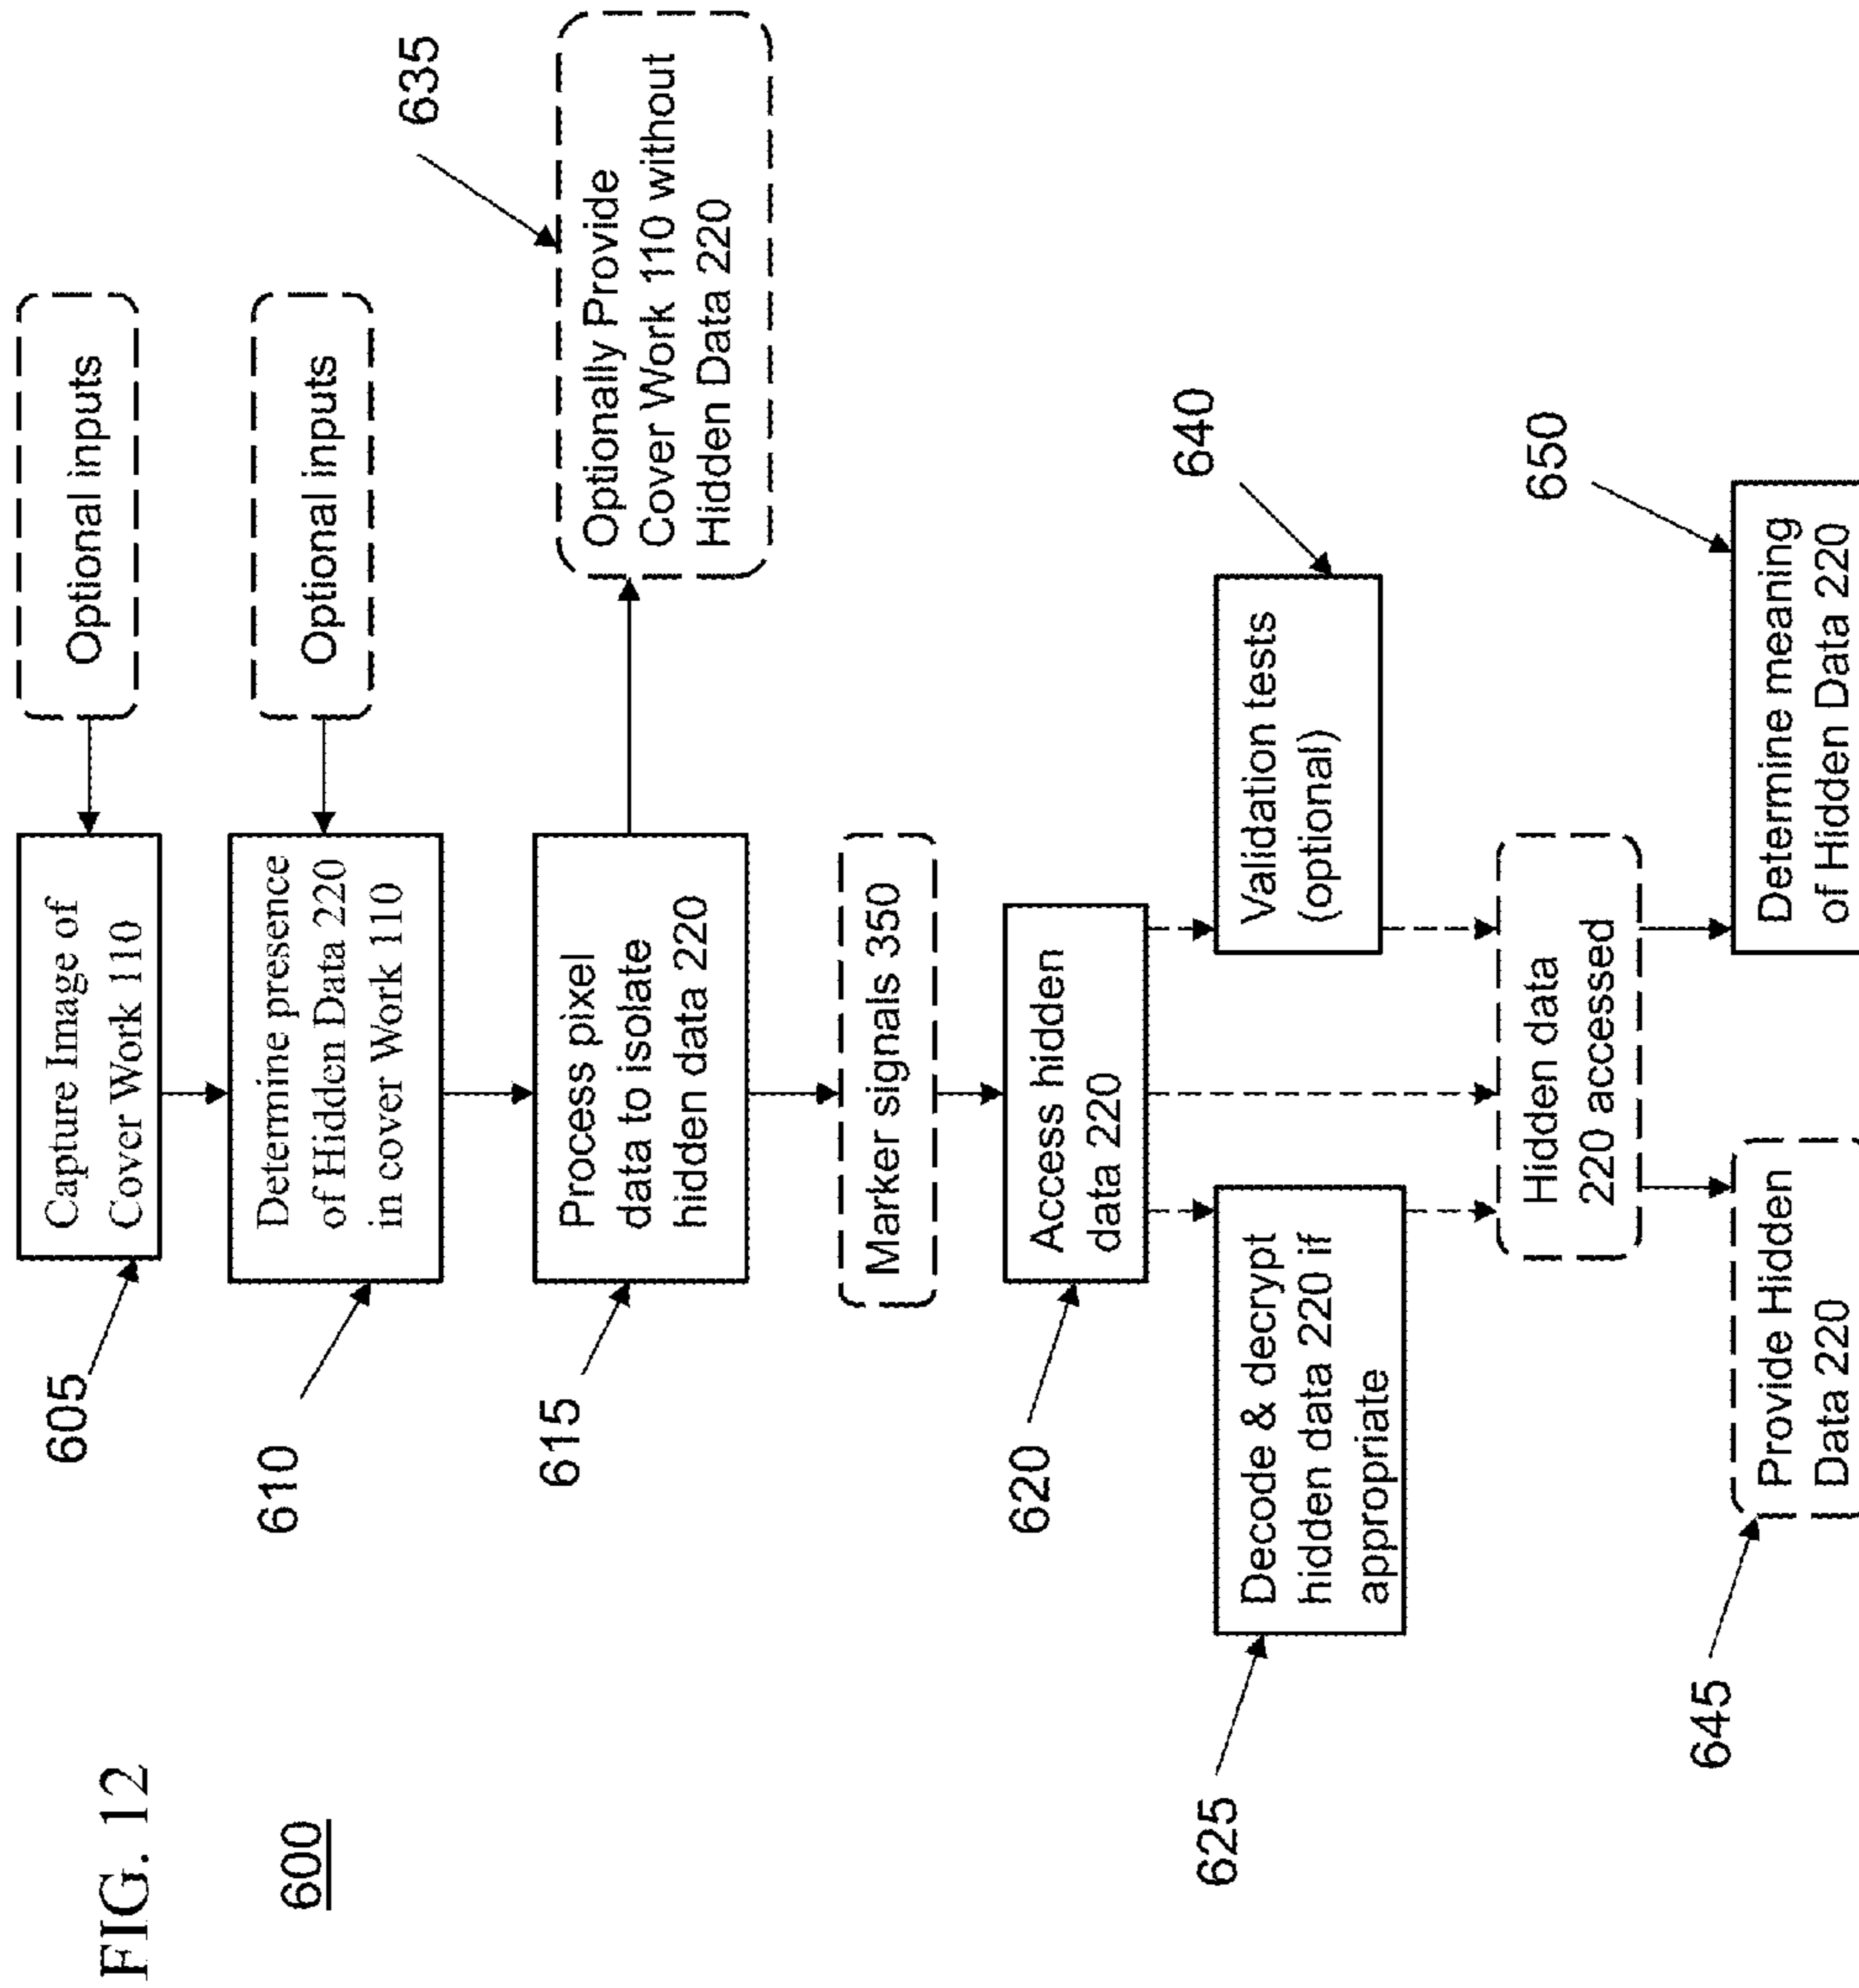 FIG. 12
600
605
Capture Image of
Cover Work 110
Optional inputs
610
Determine presence
of Hidden Data 220
in cover Work 110
Optional inputs
615
Process pixel
data to isolate
hidden data 220
635
Optionally Provide
Cover Work 110 without
Hidden Data 220
Marker signals 350
620
Access hidden
data 220
625
Decode & decrypt
hidden data 220 if
appropriate
640
Validation tests
(optional)
Hidden data
220 accessed
645
Provide Hidden
Data 220
650
Determine meaning
of Hidden Data 220